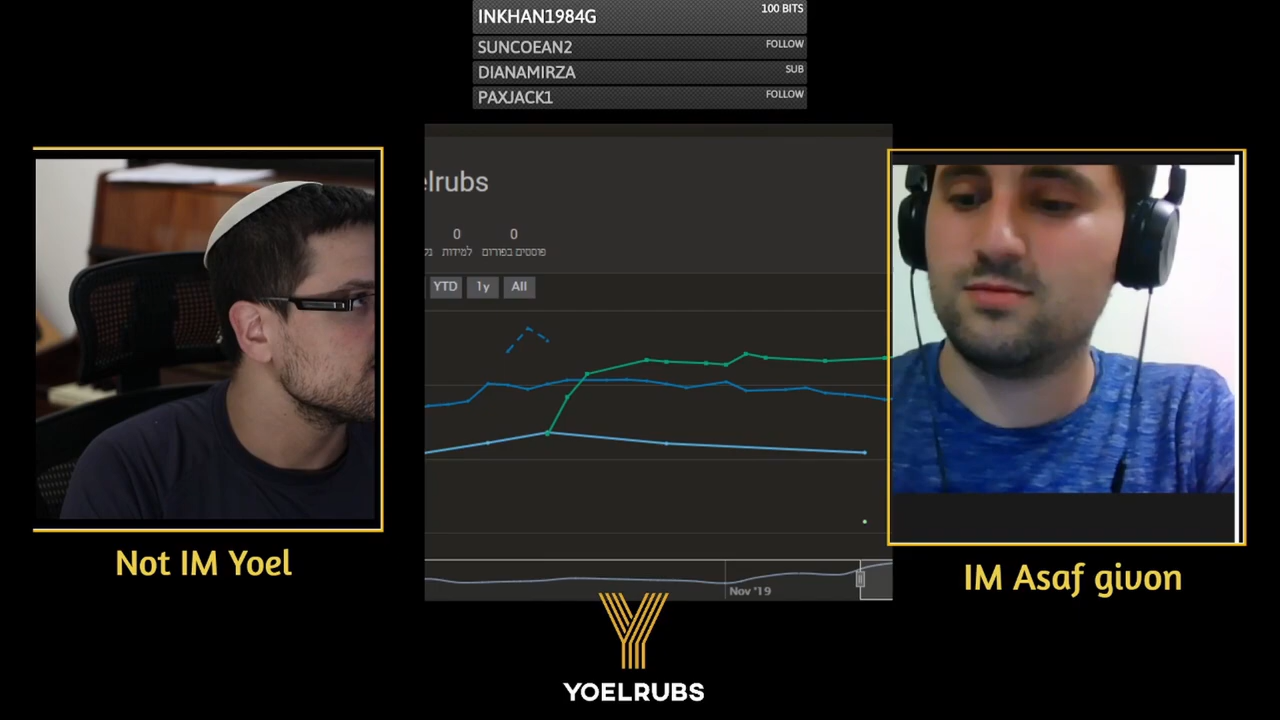 INKHAN1984G 100 BITS
SUNCOEAN2 FOLLOW
DIANAMIRZA SUB
PAXJACK1 FOLLOW
elrubs
0 0
פוסטים בפורום למידות
YTD 1y All
Nov '19
Not IM Yoel
IM Asaf givon
YOELRUBS